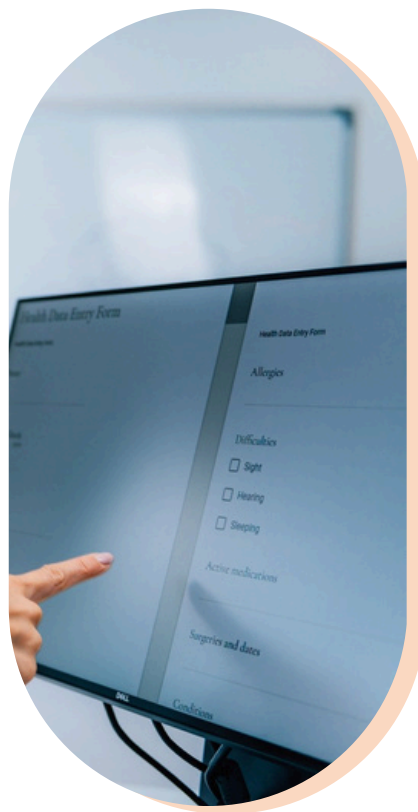 Health Data Entry Form
Health Data Entry Form
Allergies
Difficulties
Sight
Hearing
Sleeping
Active medications
Surgeries and dates
Conditions
DELL